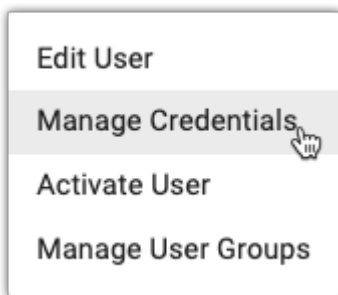 Edit User
Manage Credentials
Activate User
Manage User Groups